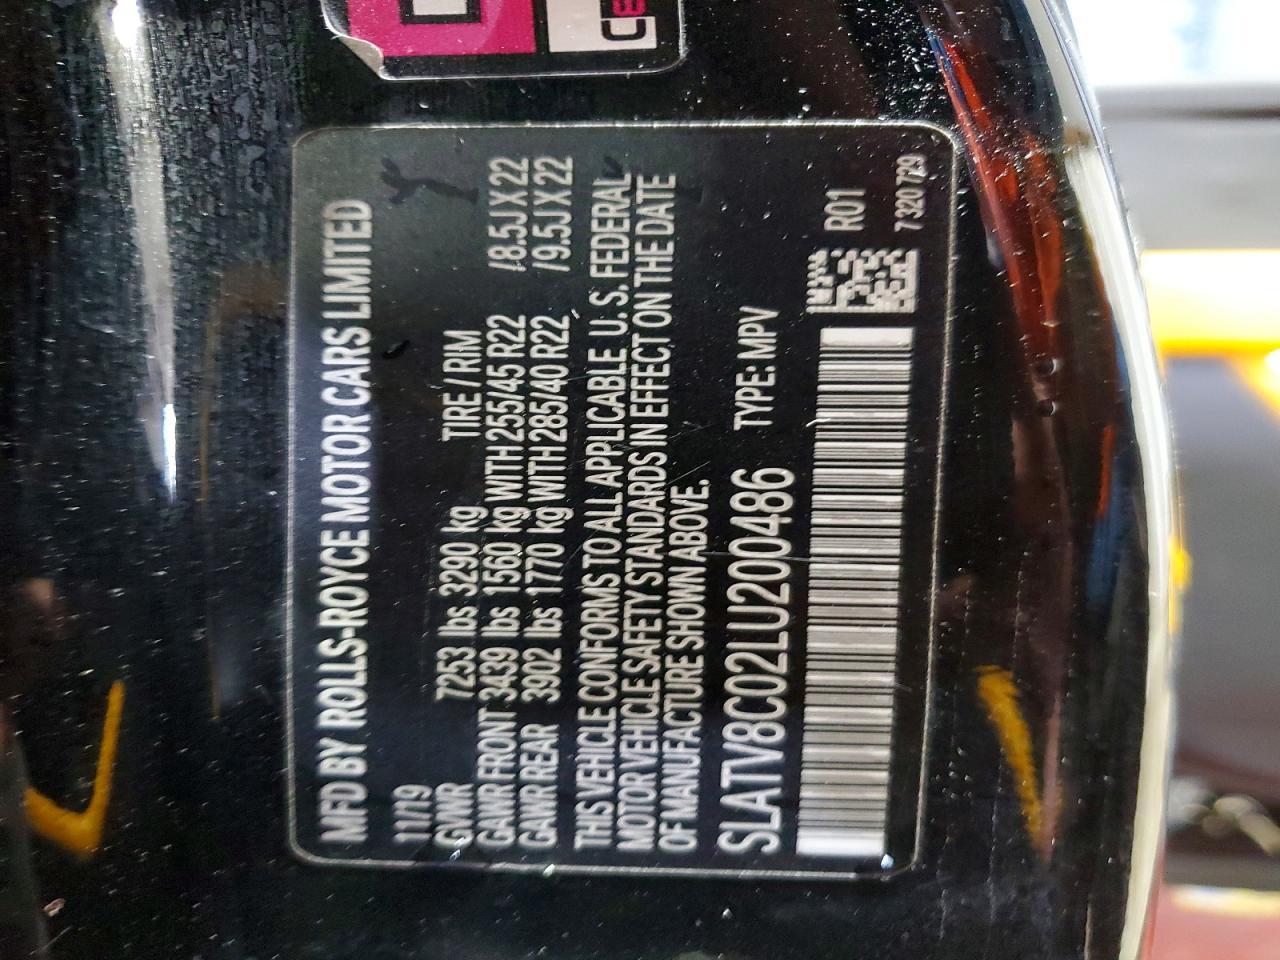 MFD BY ROLLS-ROYCE MOTOR CARS LIMITED
11/19
GVWR 7253 lbs 3290 kg TIRE / RIM
GAWR FRONT 3439 lbs 1560 kg WITH 255/45 R22 /8.5J X 22
GAWR REAR 3902 lbs 1770 kg WITH 285/40 R22 /9.5J X 22
THIS VEHICLE CONFORMS TO ALL APPLICABLE U.S. FEDERAL
MOTOR VEHICLE SAFETY STANDARDS IN EFFECT ON THE DATE
OF MANUFACTURE SHOWN ABOVE.
SLATV8C02LU200486 TYPE: MPV
R01
7 320 729